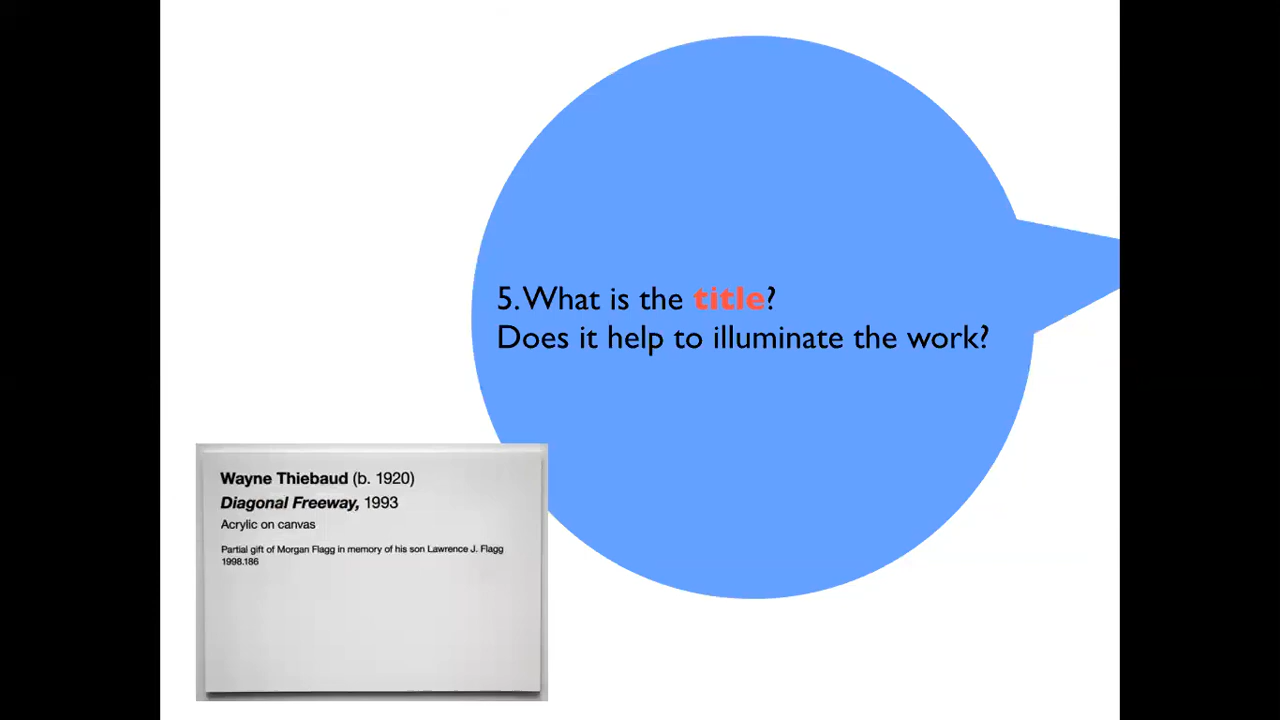 5. What is the title?
Does it help to illuminate the work?
Wayne Thiebaud (b. 1920)
Diagonal Freeway, 1993
Acrylic on canvas
Partial gift of Morgan Flagg in memory of his son Lawrence J. Flagg
1998.186